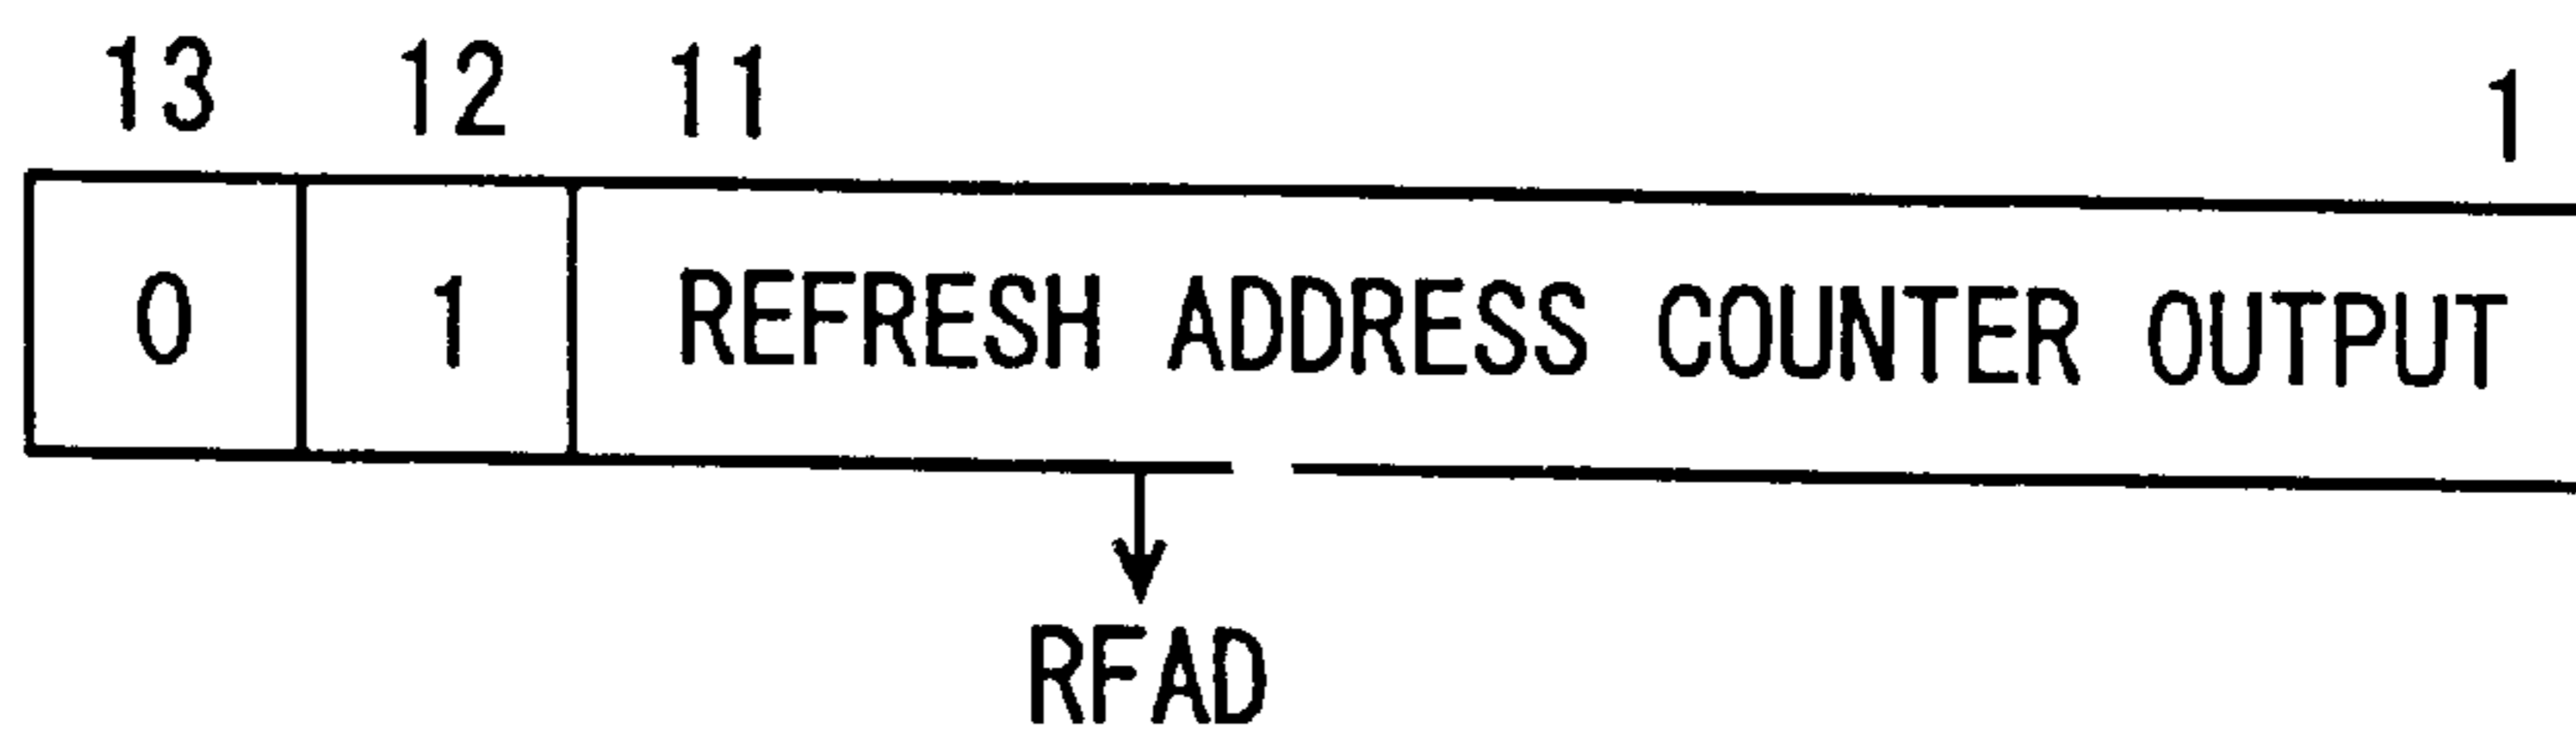 13 12 11 1
0 1 REFRESH ADDRESS COUNTER OUTPUT
RFAD